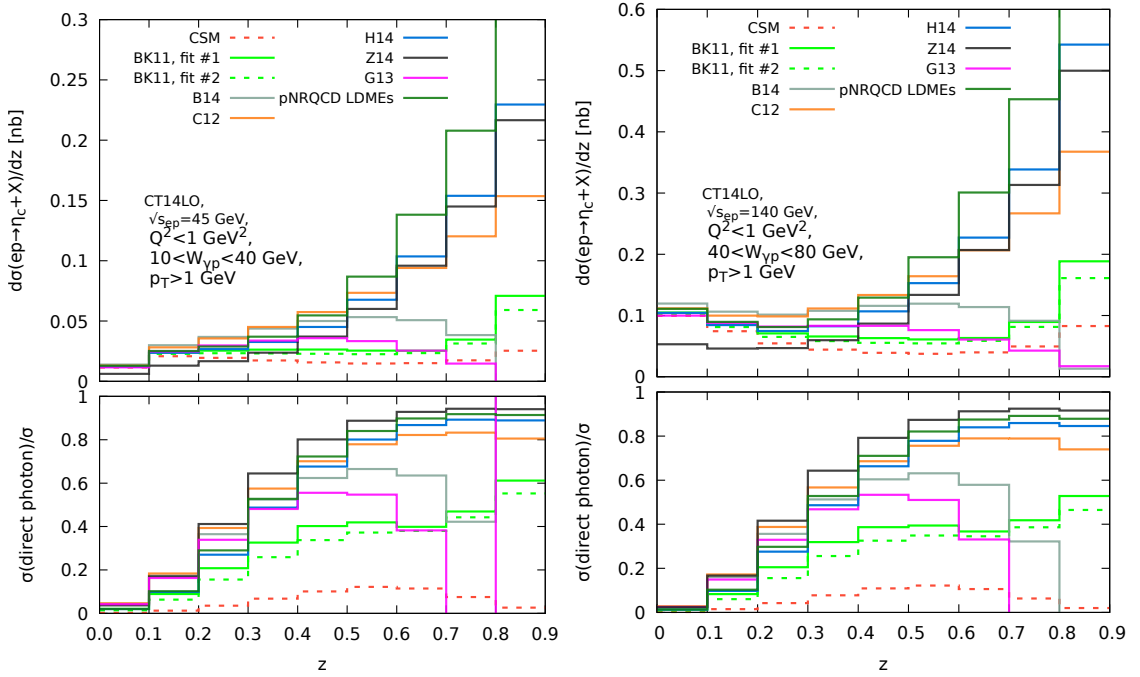 dσ(ep→η_c+X)/dz [nb]
0.3
0.25
0.2
0.15
0.1
0.05
0
CSM
BK11, fit #1
BK11, fit #2
B14
C12
H14
Z14
G13
pNRQCD LDMEs
CT14LO,
√s_ep=45 GeV,
Q^2<1 GeV^2,
10<W_γp<40 GeV,
p_T>1 GeV
σ(direct photon)/σ
1
0.8
0.6
0.4
0.2
0
0.0 0.1 0.2 0.3 0.4 0.5 0.6 0.7 0.8 0.9
z
dσ(ep→η_c+X)/dz [nb]
0.6
0.5
0.4
0.3
0.2
0.1
0
CSM
BK11, fit #1
BK11, fit #2
B14
C12
H14
Z14
G13
pNRQCD LDMEs
CT14LO,
√s_ep=140 GeV,
Q^2<1 GeV^2,
40<W_γp<80 GeV,
p_T>1 GeV
σ(direct photon)/σ
1
0.8
0.6
0.4
0.2
0
0 0.1 0.2 0.3 0.4 0.5 0.6 0.7 0.8 0.9
z